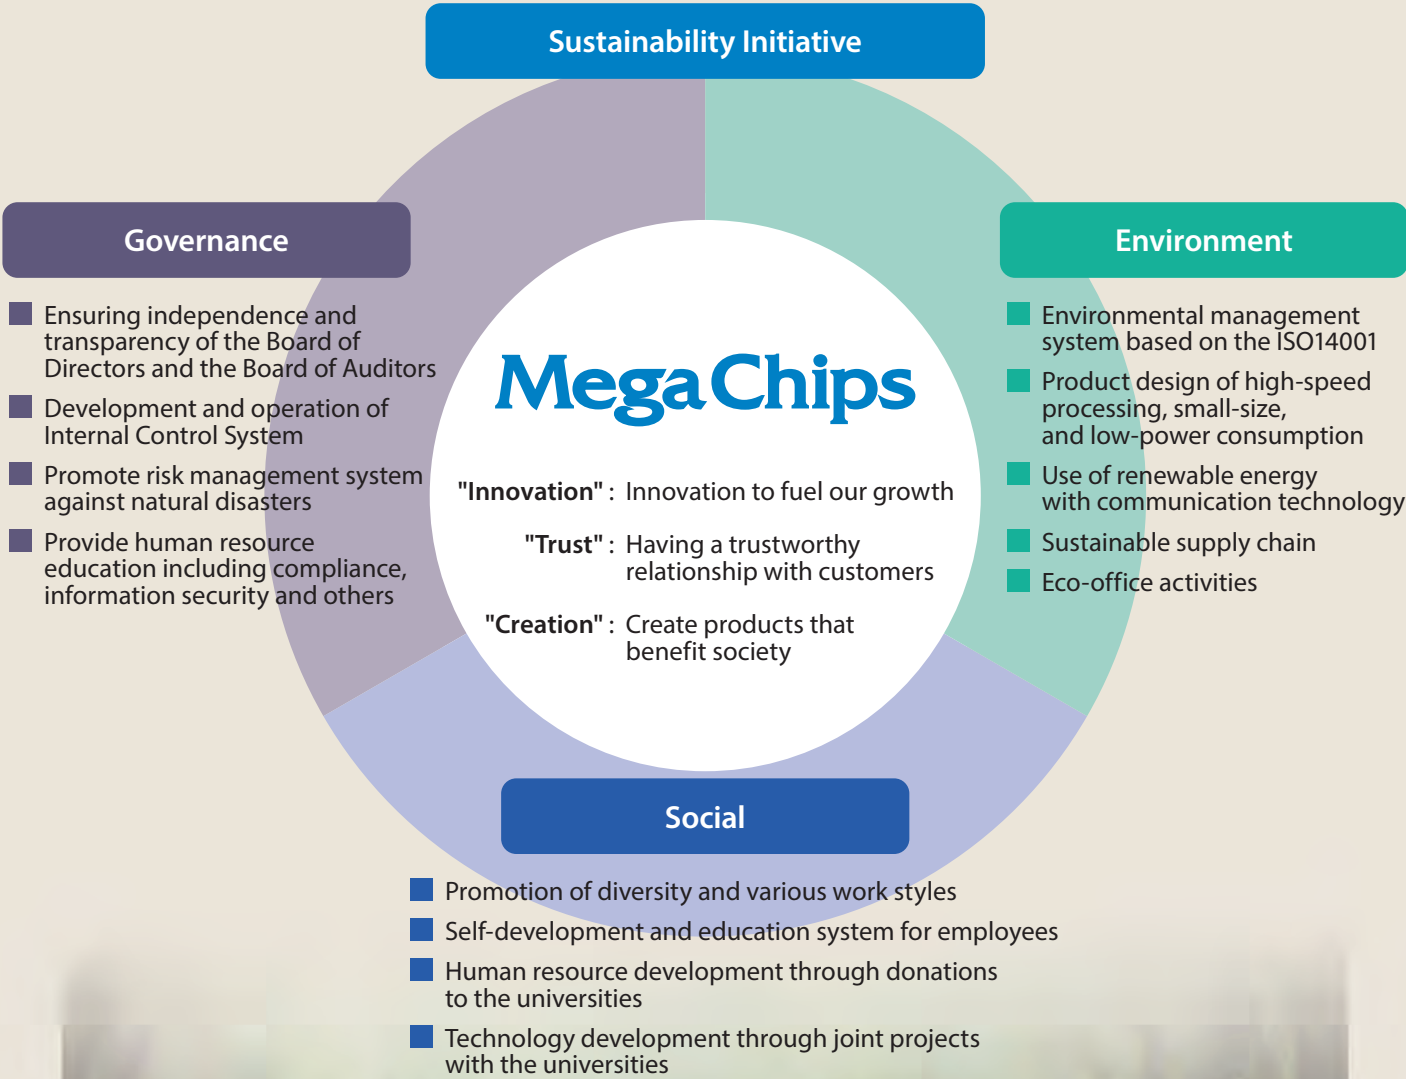 Sustainability Initiative
Governance
Ensuring independence and
transparency of the Board of
Directors and the Board of Auditors
Development and operation of
Internal Control System
Promote risk management system
against natural disasters
Provide human resource
education including compliance,
information security and others
MegaChips
"Innovation" : Innovation to fuel our growth
"Trust" : Having a trustworthy
relationship with customers
"Creation" : Create products that
benefit society
Environment
Environmental management
system based on the ISO14001
Product design of high-speed
processing, small-size,
and low-power consumption
Use of renewable energy
with communication technology
Sustainable supply chain
Eco-office activities
Social
Promotion of diversity and various work styles
Self-development and education system for employees
Human resource development through donations
to the universities
Technology development through joint projects
with the universities